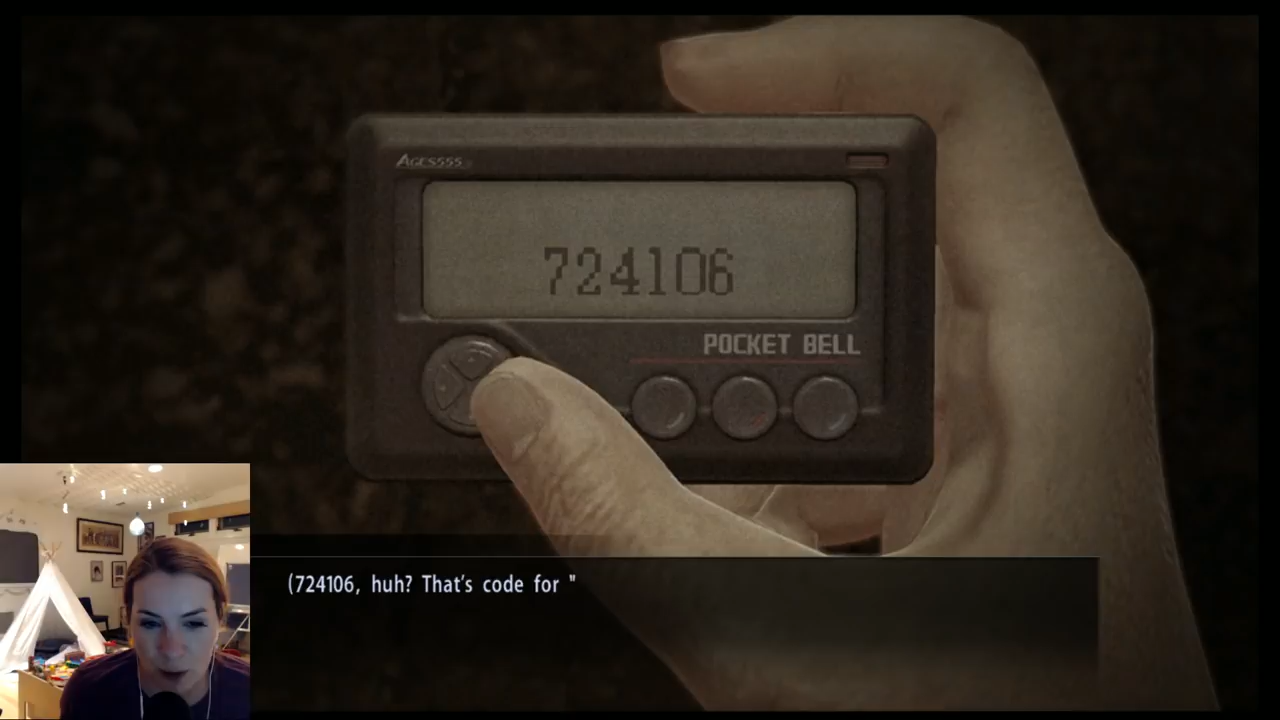 AGES555
724106
POCKET BELL
(724106, huh? That's code for "